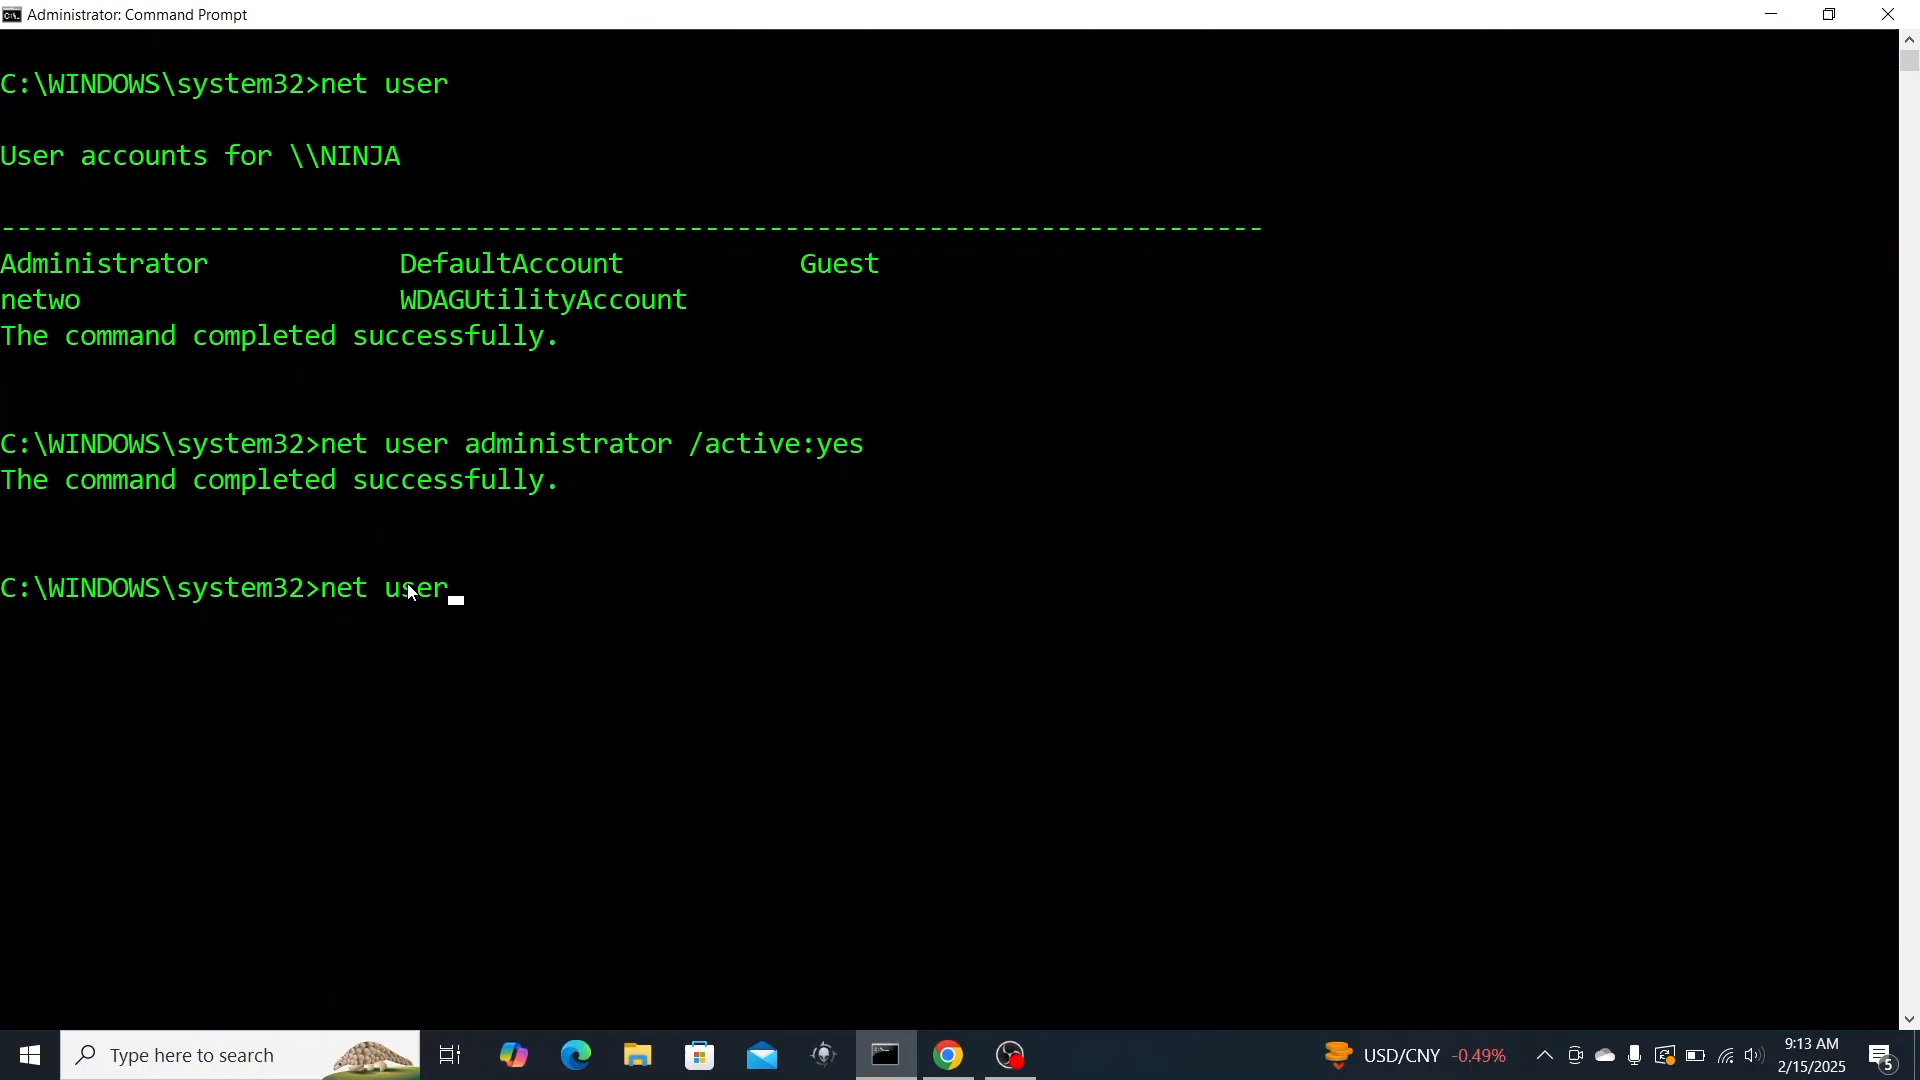 Administrator: Command Prompt
C:\WINDOWS\system32>net user
User accounts for \\NINJA
-------------------------------------------------------------------------------
Administrator            DefaultAccount           Guest
netwo                    WDAGUtilityAccount
The command completed successfully.
C:\WINDOWS\system32>net user administrator /active:yes
The command completed successfully.
C:\WINDOWS\system32>net user
Type here to search
USD/CNY -0.49%
9:13 AM
2/15/2025
5